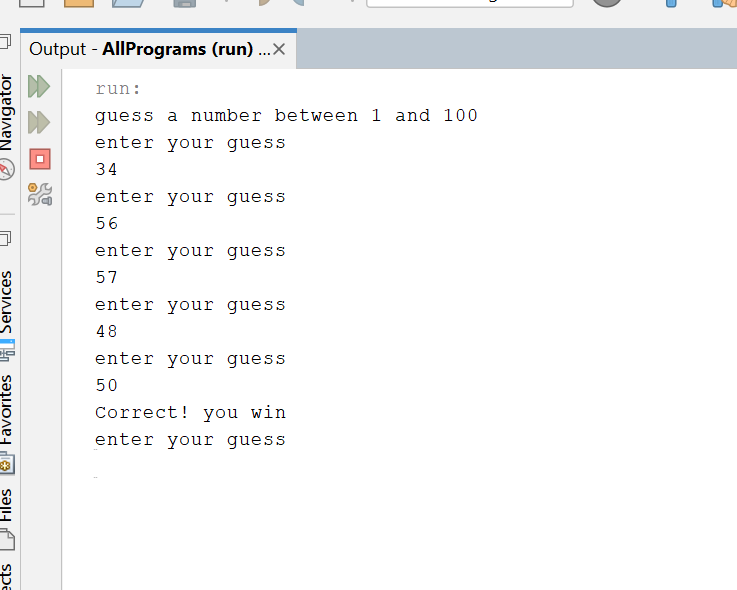 Output - AllPrograms (run) ...
run:
guess a number between 1 and 100
enter your guess
34
enter your guess
56
enter your guess
57
enter your guess
48
enter your guess
50
Correct! you win
enter your guess
Navigator
Services
Favorites
Files